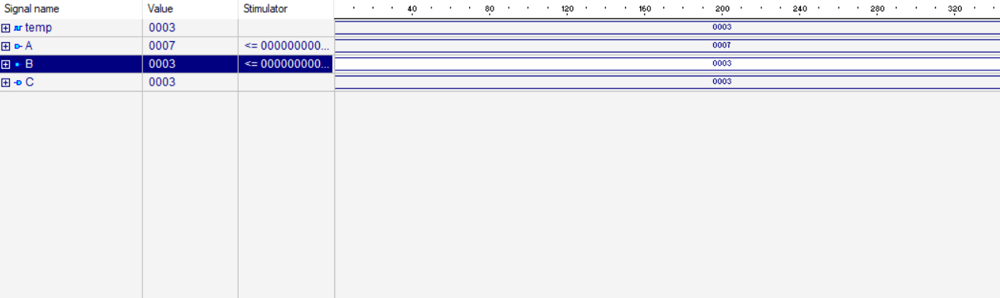 Signal name Value Stimulator 40 80 120 160 200 240 280 320
temp 0003 0003
A 0007 <= 000000000... 0007
B 0003 <= 000000000... 0003
C 0003 0003